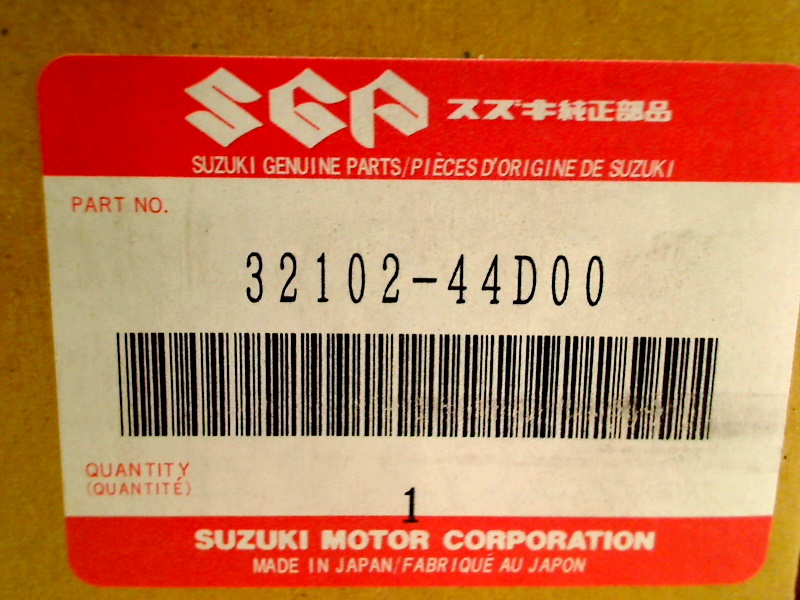 SGP スズキ純正部品
SUZUKI GENUINE PARTS/PIÈCES D'ORIGINE DE SUZUKI
PART NO.
32102-44D00
QUANTITY
(QUANTITÉ)
1
SUZUKI MOTOR CORPORATION
MADE IN JAPAN/FABRIQUÉ AU JAPON